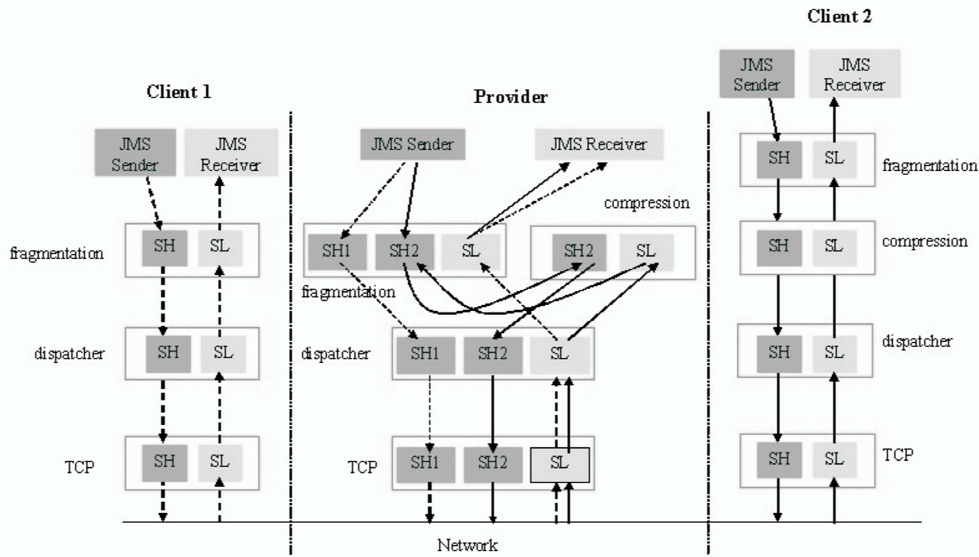 Client 1
JMS
Sender
JMS
Receiver
SH
SL
fragmentation
SH
SL
dispatcher
SH
SL
TCP
Provider
JMS Sender
JMS Receiver
compression
SH1
SH2
SL
SH2
SL
fragmentation
dispatcher
SH1
SH2
SL
TCP
SH1
SH2
SL
Network
Client 2
JMS
Sender
JMS
Receiver
SH
SL
fragmentation
SH
SL
compression
SH
SL
dispatcher
SH
SL
TCP